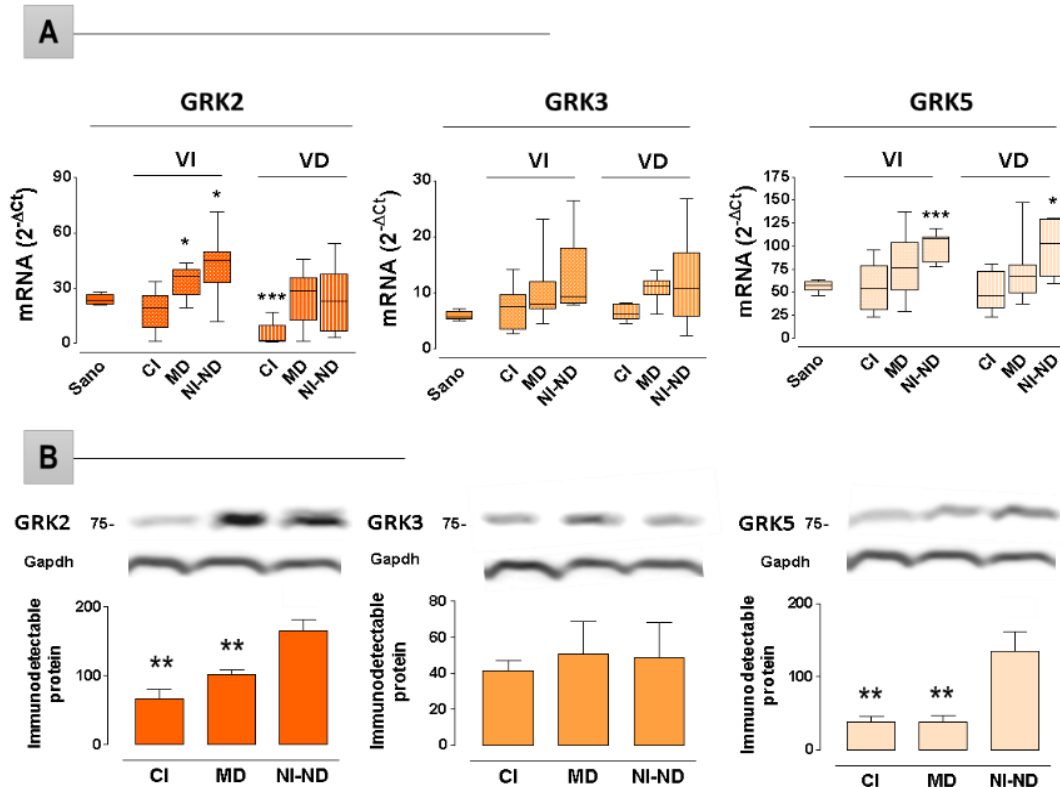 A
GRK2
VI
VD
mRNA (2-ΔCt)
90
60
30
0
*
*
***
Sano
CI
MD
NI-ND
CI
MD
NI-ND
GRK3
VI
VD
mRNA (2-ΔCt)
30
20
10
0
Sano
CI
MD
NI-ND
CI
MD
NI-ND
GRK5
VI
VD
mRNA (2-ΔCt)
175
150
125
100
75
50
25
0
***
*
Sano
CI
MD
NI-ND
CI
MD
NI-ND
B
GRK2 75-
Gapdh
Immunodetectable
protein
200
100
0
**
**
CI MD NI-ND
GRK3 75-
Gapdh
Immunodetectable
protein
80
60
40
20
0
CI MD NI-ND
GRK5 75-
Gapdh
Immunodetectable
protein
200
100
0
**
**
CI MD NI-ND